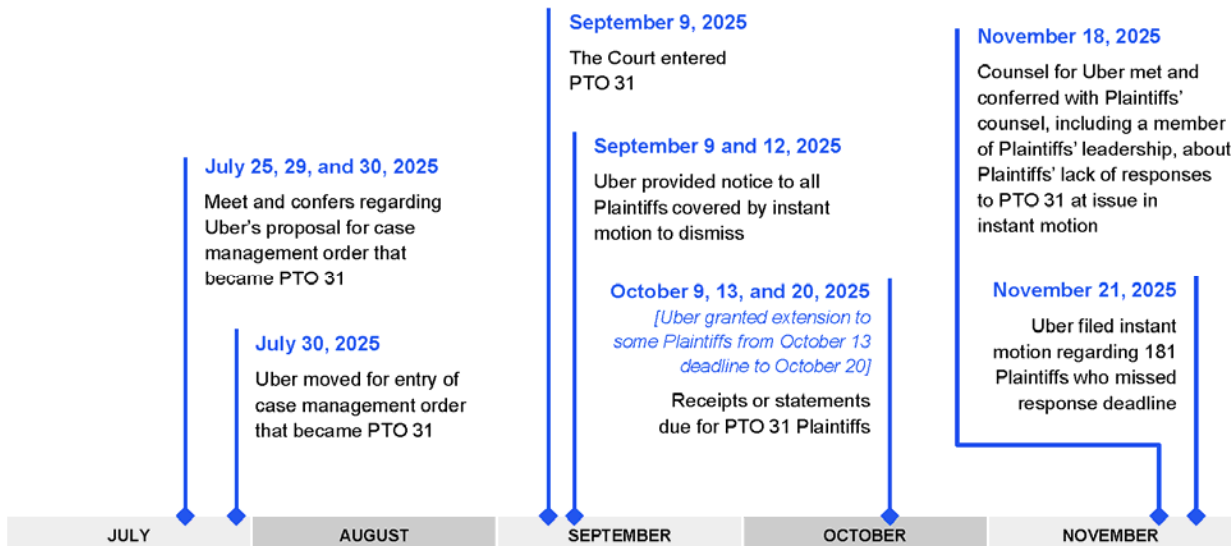 July 25, 29, and 30, 2025
Meet and confers regarding
Uber's proposal for case
management order that
became PTO 31
July 30, 2025
Uber moved for entry of
case management order
that became PTO 31
September 9, 2025
The Court entered
PTO 31
September 9 and 12, 2025
Uber provided notice to all
Plaintiffs covered by instant
motion to dismiss
October 9, 13, and 20, 2025
[Uber granted extension to
some Plaintiffs from October 13
deadline to October 20]
Receipts or statements
due for PTO 31 Plaintiffs
November 18, 2025
Counsel for Uber met and
conferred with Plaintiffs'
counsel, including a member
of Plaintiffs' leadership, about
Plaintiffs' lack of responses
to PTO 31 at issue in
instant motion
November 21, 2025
Uber filed instant
motion regarding 181
Plaintiffs who missed
response deadline
JULY
AUGUST
SEPTEMBER
OCTOBER
NOVEMBER